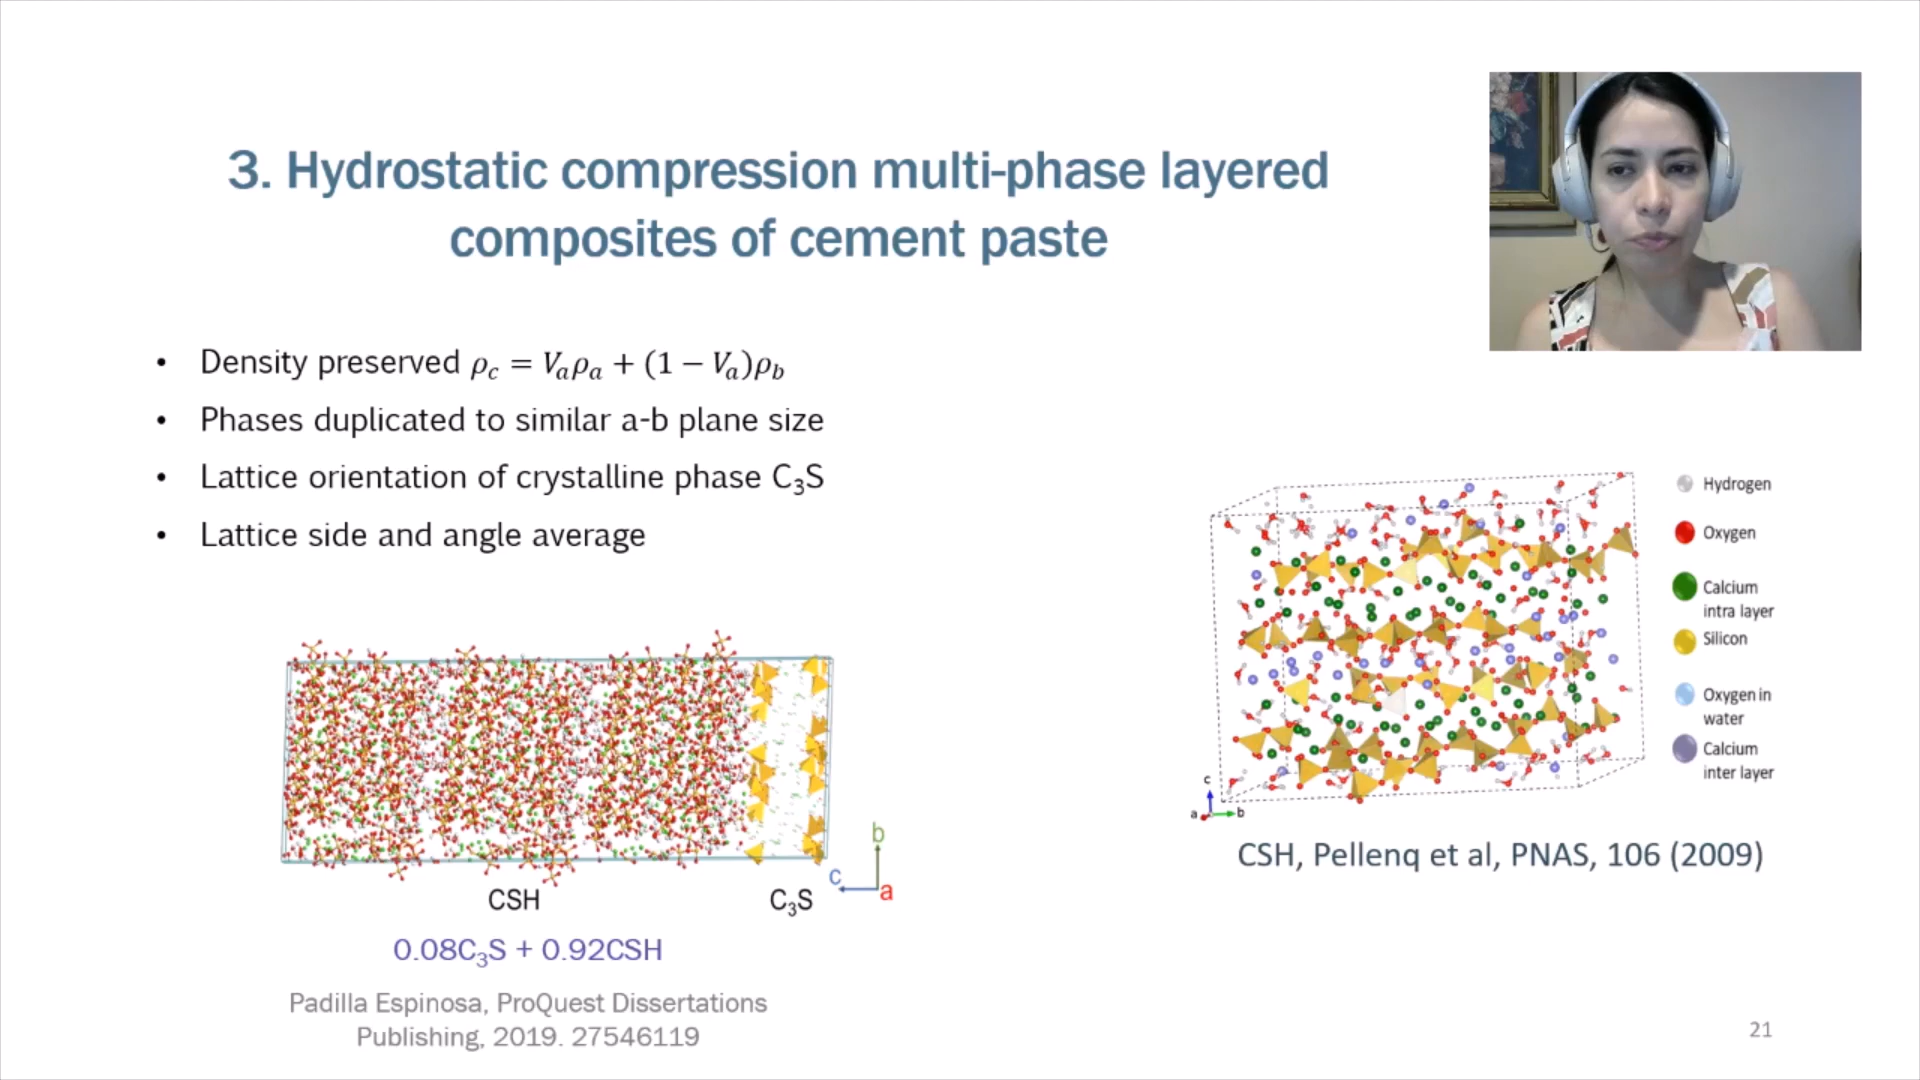 3. Hydrostatic compression multi-phase layered
composites of cement paste
• Density preserved ρc = Vaρa + (1 − Va)ρb
• Phases duplicated to similar a-b plane size
• Lattice orientation of crystalline phase C₃S
• Lattice side and angle average
b
c
a
CSH
C₃S
0.08C₃S + 0.92CSH
Padilla Espinosa, ProQuest Dissertations
Publishing, 2019. 27546119
Hydrogen
Oxygen
Calcium
intra layer
Silicon
Oxygen in
water
Calcium
inter layer
c
a
b
CSH, Pellenq et al, PNAS, 106 (2009)
21